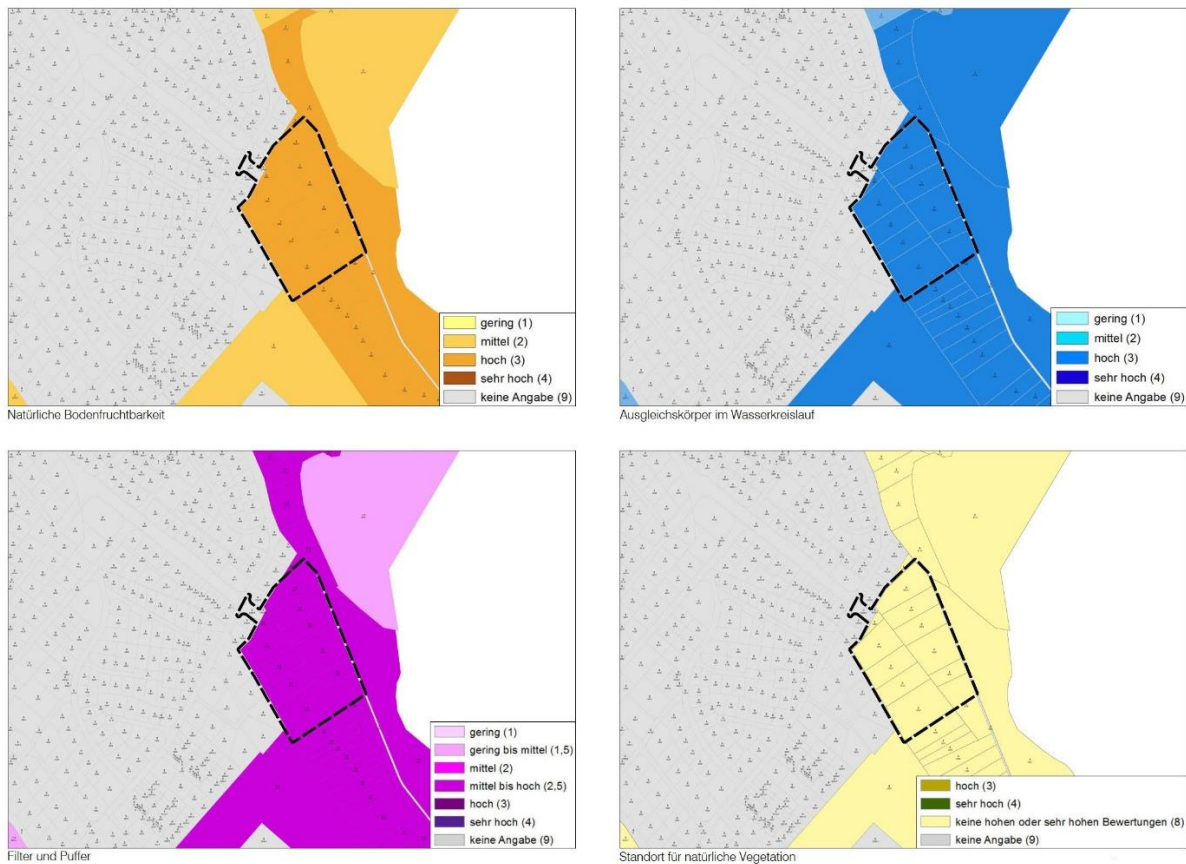 gering (1)
mittel (2)
hoch (3)
sehr hoch (4)
keine Angabe (9)
Natürliche Bodenfruchtbarkeit
gering (1)
mittel (2)
hoch (3)
sehr hoch (4)
keine Angabe (9)
Ausgleichskörper im Wasserkreislauf
gering (1)
gering bis mittel (1,5)
mittel (2)
mittel bis hoch (2,5)
hoch (3)
sehr hoch (4)
keine Angabe (9)
Filter und Puffer
hoch (3)
sehr hoch (4)
keine hohen oder sehr hohen Bewertungen (8)
keine Angabe (9)
Standort für natürliche Vegetation